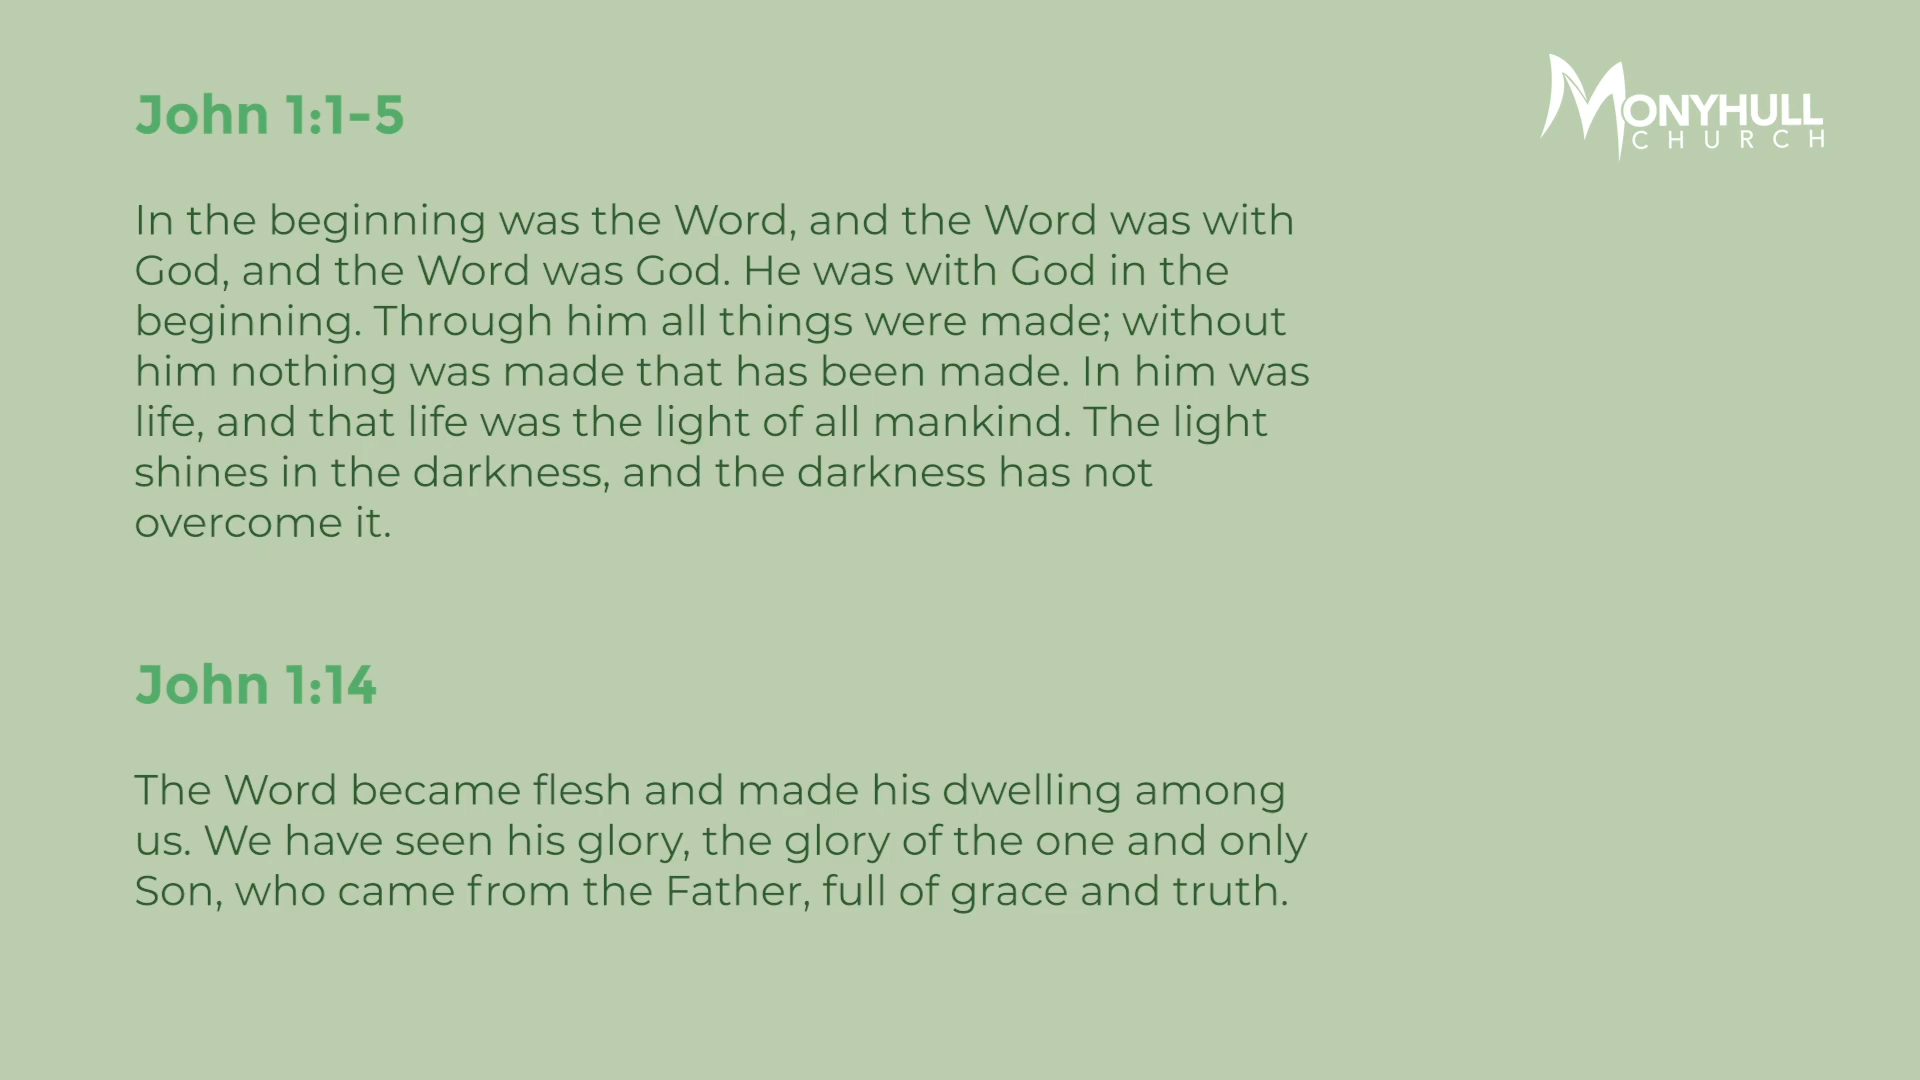 John 1:1-5
MONYHULL
CHURCH
In the beginning was the Word, and the Word was with
God, and the Word was God. He was with God in the
beginning. Through him all things were made; without
him nothing was made that has been made. In him was
life, and that life was the light of all mankind. The light
shines in the darkness, and the darkness has not
overcome it.
John 1:14
The Word became flesh and made his dwelling among
us. We have seen his glory, the glory of the one and only
Son, who came from the Father, full of grace and truth.